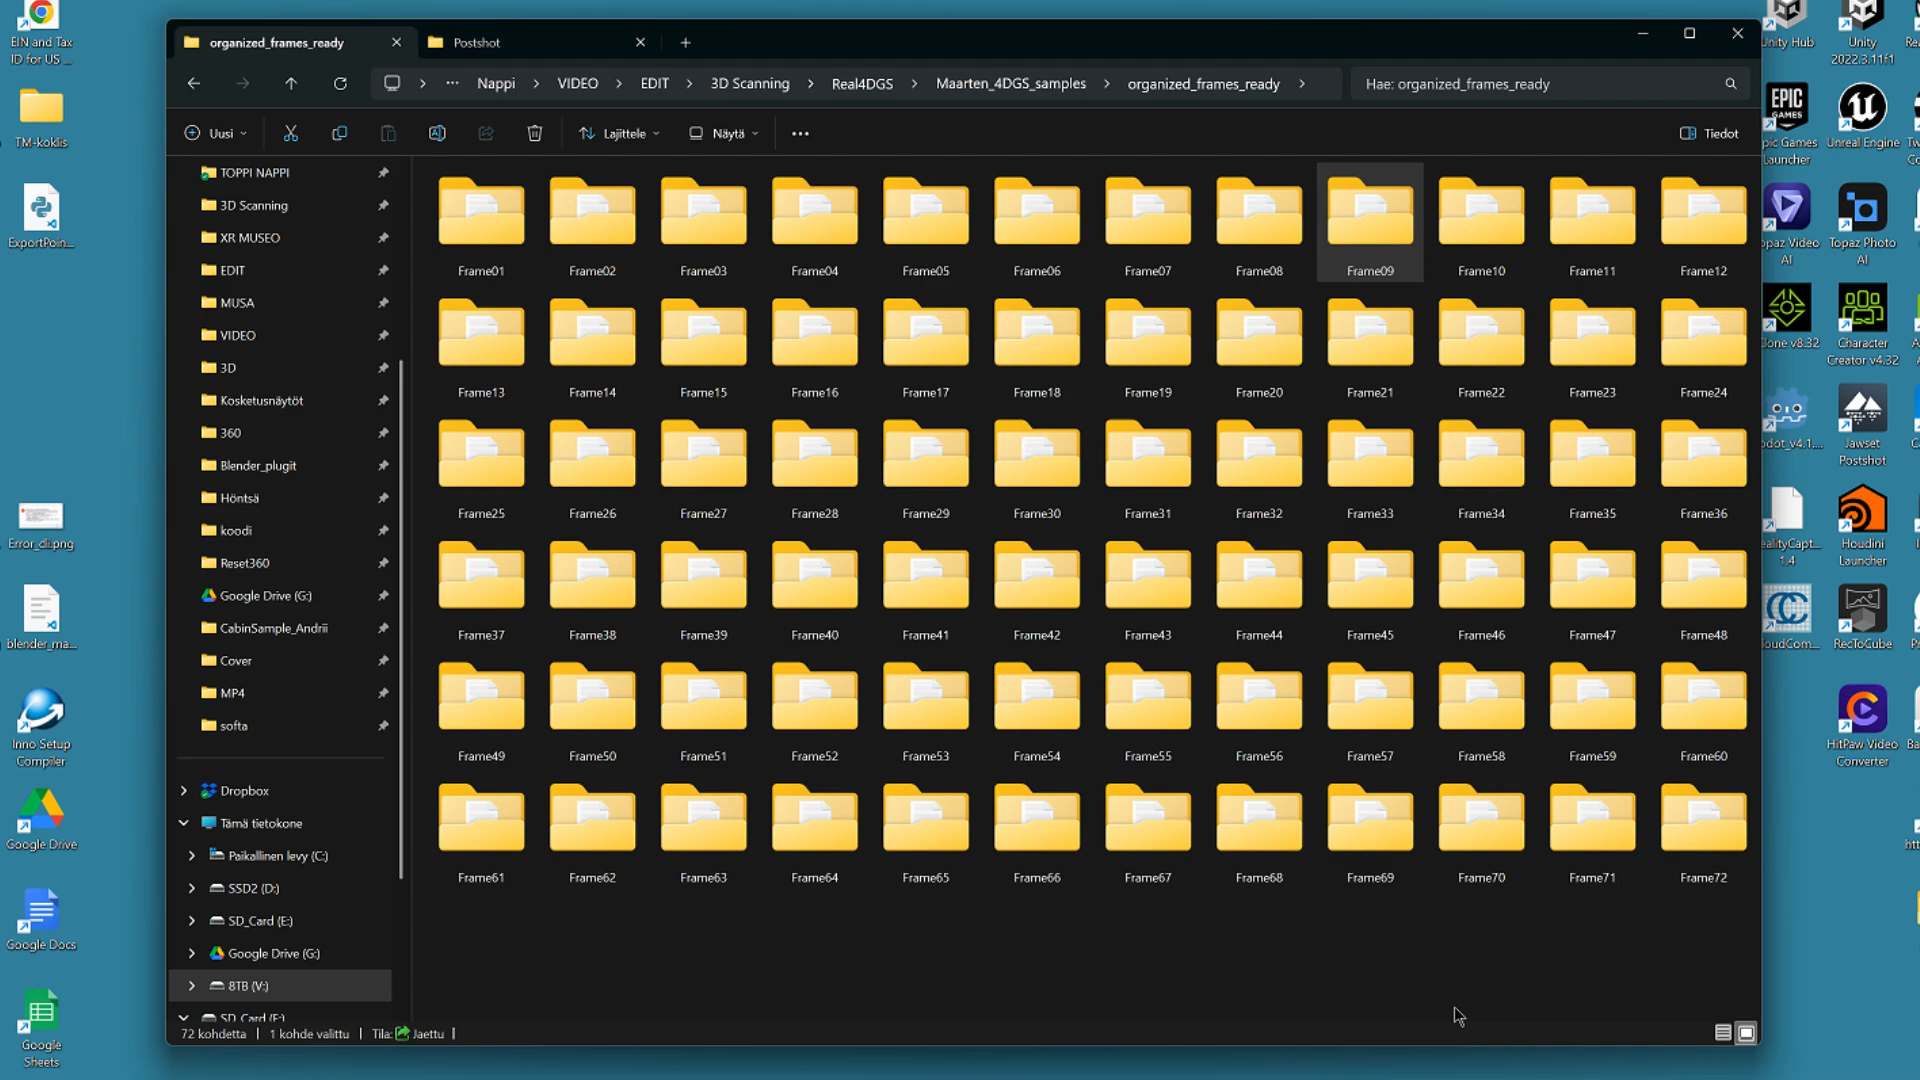 EIN and Tax
ID for US ...
TM-koklis
ExportPoin...
Error_cli.png
blender_ma...
Inno Setup
Compiler
Google Drive
Google Docs
Google
Sheets
organized_frames_ready
Postshot
Nappi
VIDEO
EDIT
3D Scanning
Real4DGS
Maarten_4DGS_samples
organized_frames_ready
Hae: organized_frames_ready
Uusi
Lajittele
Näytä
Tiedot
TOPPI NAPPI
3D Scanning
XR MUSEO
EDIT
MUSA
VIDEO
3D
Kosketusnäytöt
360
Blender_plugit
Höntsä
koodi
Reset360
Google Drive (G:)
CabinSample_Andrii
Cover
MP4
softa
Dropbox
Tämä tietokone
Paikallinen levy (C:)
SSD2 (D:)
SD_Card (E:)
Google Drive (G:)
8TB (V:)
SD_Card (E:)
Frame01 Frame02 Frame03 Frame04 Frame05 Frame06 Frame07 Frame08 Frame09 Frame10 Frame11 Frame12
Frame13 Frame14 Frame15 Frame16 Frame17 Frame18 Frame19 Frame20 Frame21 Frame22 Frame23 Frame24
Frame25 Frame26 Frame27 Frame28 Frame29 Frame30 Frame31 Frame32 Frame33 Frame34 Frame35 Frame36
Frame37 Frame38 Frame39 Frame40 Frame41 Frame42 Frame43 Frame44 Frame45 Frame46 Frame47 Frame48
Frame49 Frame50 Frame51 Frame52 Frame53 Frame54 Frame55 Frame56 Frame57 Frame58 Frame59 Frame60
Frame61 Frame62 Frame63 Frame64 Frame65 Frame66 Frame67 Frame68 Frame69 Frame70 Frame71 Frame72
72 kohdetta
1 kohde valittu
Tila: Jaettu
Unity Hub
Unity
2022.3.11f1
EPIC
GAMES
Epic Games
Launcher
Unreal Engine
Topaz Video
AI
Topaz Photo
AI
Clone v8.32
Character
Creator v4.32
odot_v4.1....
Jawset
Postshot
ealityCapt...
1.4
Houdini
Launcher
loudCom...
RecToCube
HitPaw Video
Converter